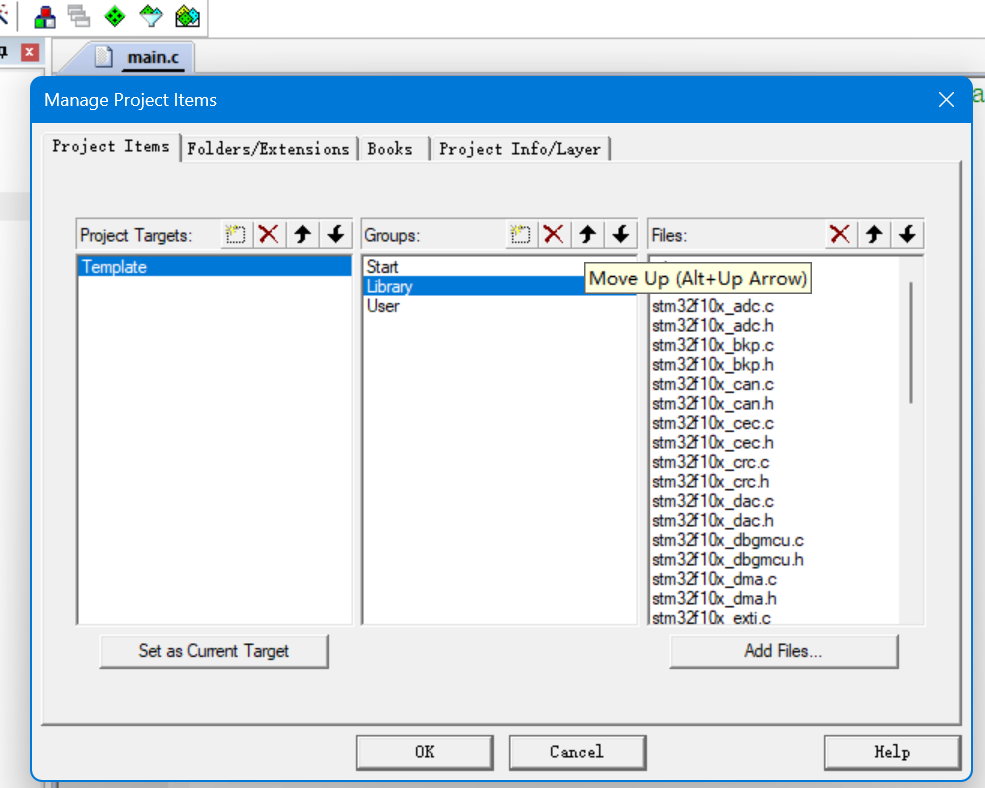 main.c
a
Manage Project Items
Project Items
Folders/Extensions
Books
Project Info/Layer
Project Targets:
Groups:
Files:
Template
Start
Library
User
Move Up (Alt+Up Arrow)
stm32f10x_adc.c
stm32f10x_adc.h
stm32f10x_bkp.c
stm32f10x_bkp.h
stm32f10x_can.c
stm32f10x_can.h
stm32f10x_cec.c
stm32f10x_cec.h
stm32f10x_crc.c
stm32f10x_crc.h
stm32f10x_dac.c
stm32f10x_dac.h
stm32f10x_dbgmcu.c
stm32f10x_dbgmcu.h
stm32f10x_dma.c
stm32f10x_dma.h
stm32f10x_exti.c
Set as Current Target
Add Files...
OK
Cancel
Help